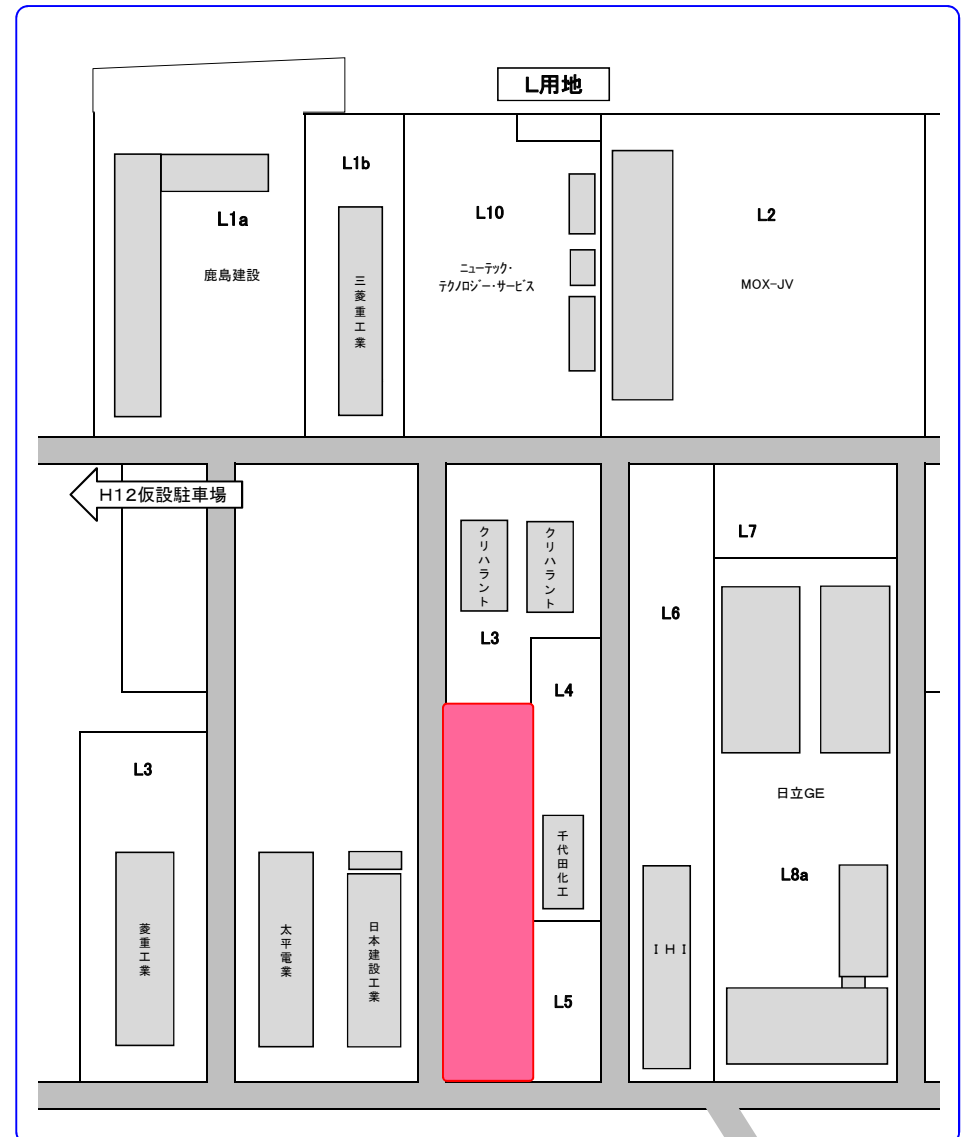 L用地
L1b
L1a
L10
L2
鹿島建設
三菱重工業
ニューテック・
テクノロジー・サービス
MOX-JV
H12仮設駐車場
クリハラント
クリハラント
L7
L6
L3
L4
L3
日立GE
千代田化工
L8a
菱重工業
太平電業
日本建設工業
IHI
L5